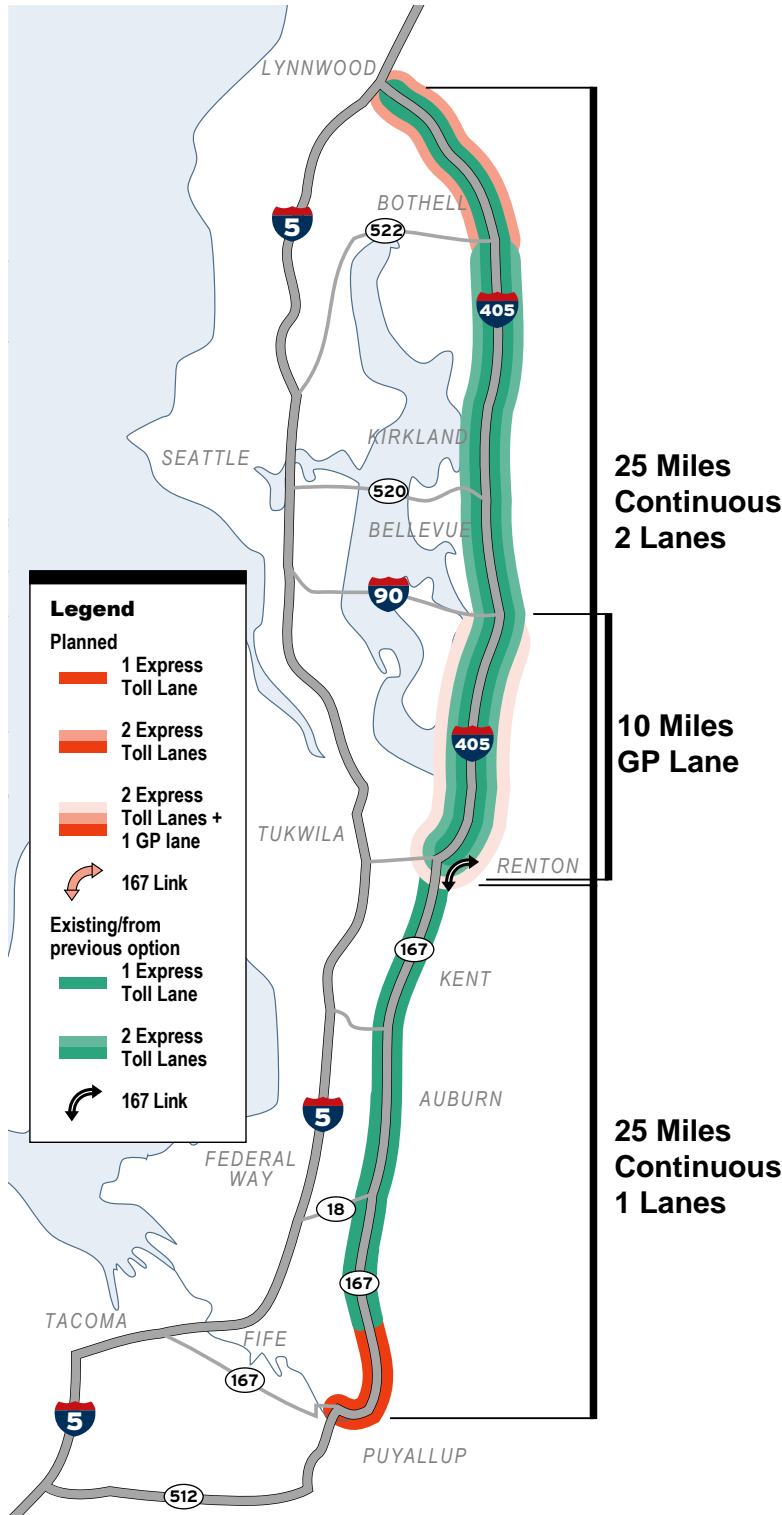 LYNNWOOD
BOTHELL
5
522
405
KIRKLAND
SEATTLE
520
BELLEVUE
90
25 Miles
Continuous
2 Lanes
Legend
Planned
1 Express
Toll Lane
2 Express
Toll Lanes
2 Express
Toll Lanes +
1 GP lane
167 Link
Existing/from
previous option
1 Express
Toll Lane
2 Express
Toll Lanes
167 Link
405
10 Miles
GP Lane
TUKWILA
RENTON
167
KENT
AUBURN
5
FEDERAL
WAY
18
25 Miles
Continuous
1 Lanes
167
TACOMA
FIFE
167
5
PUYALLUP
512